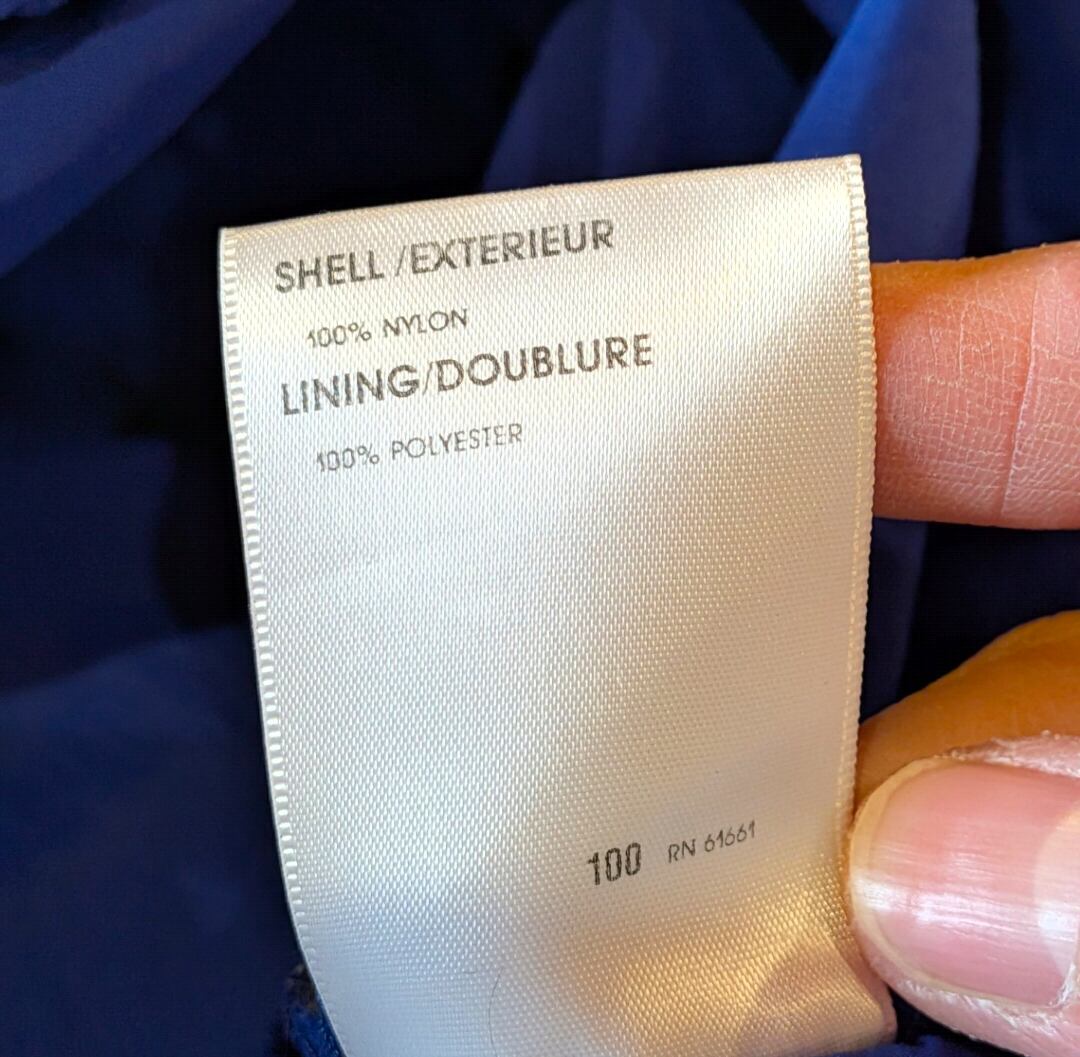 SHELL /EXTERIEUR
100% NYLON
LINING/DOUBLURE
100% POLYESTER
100 RN 61661